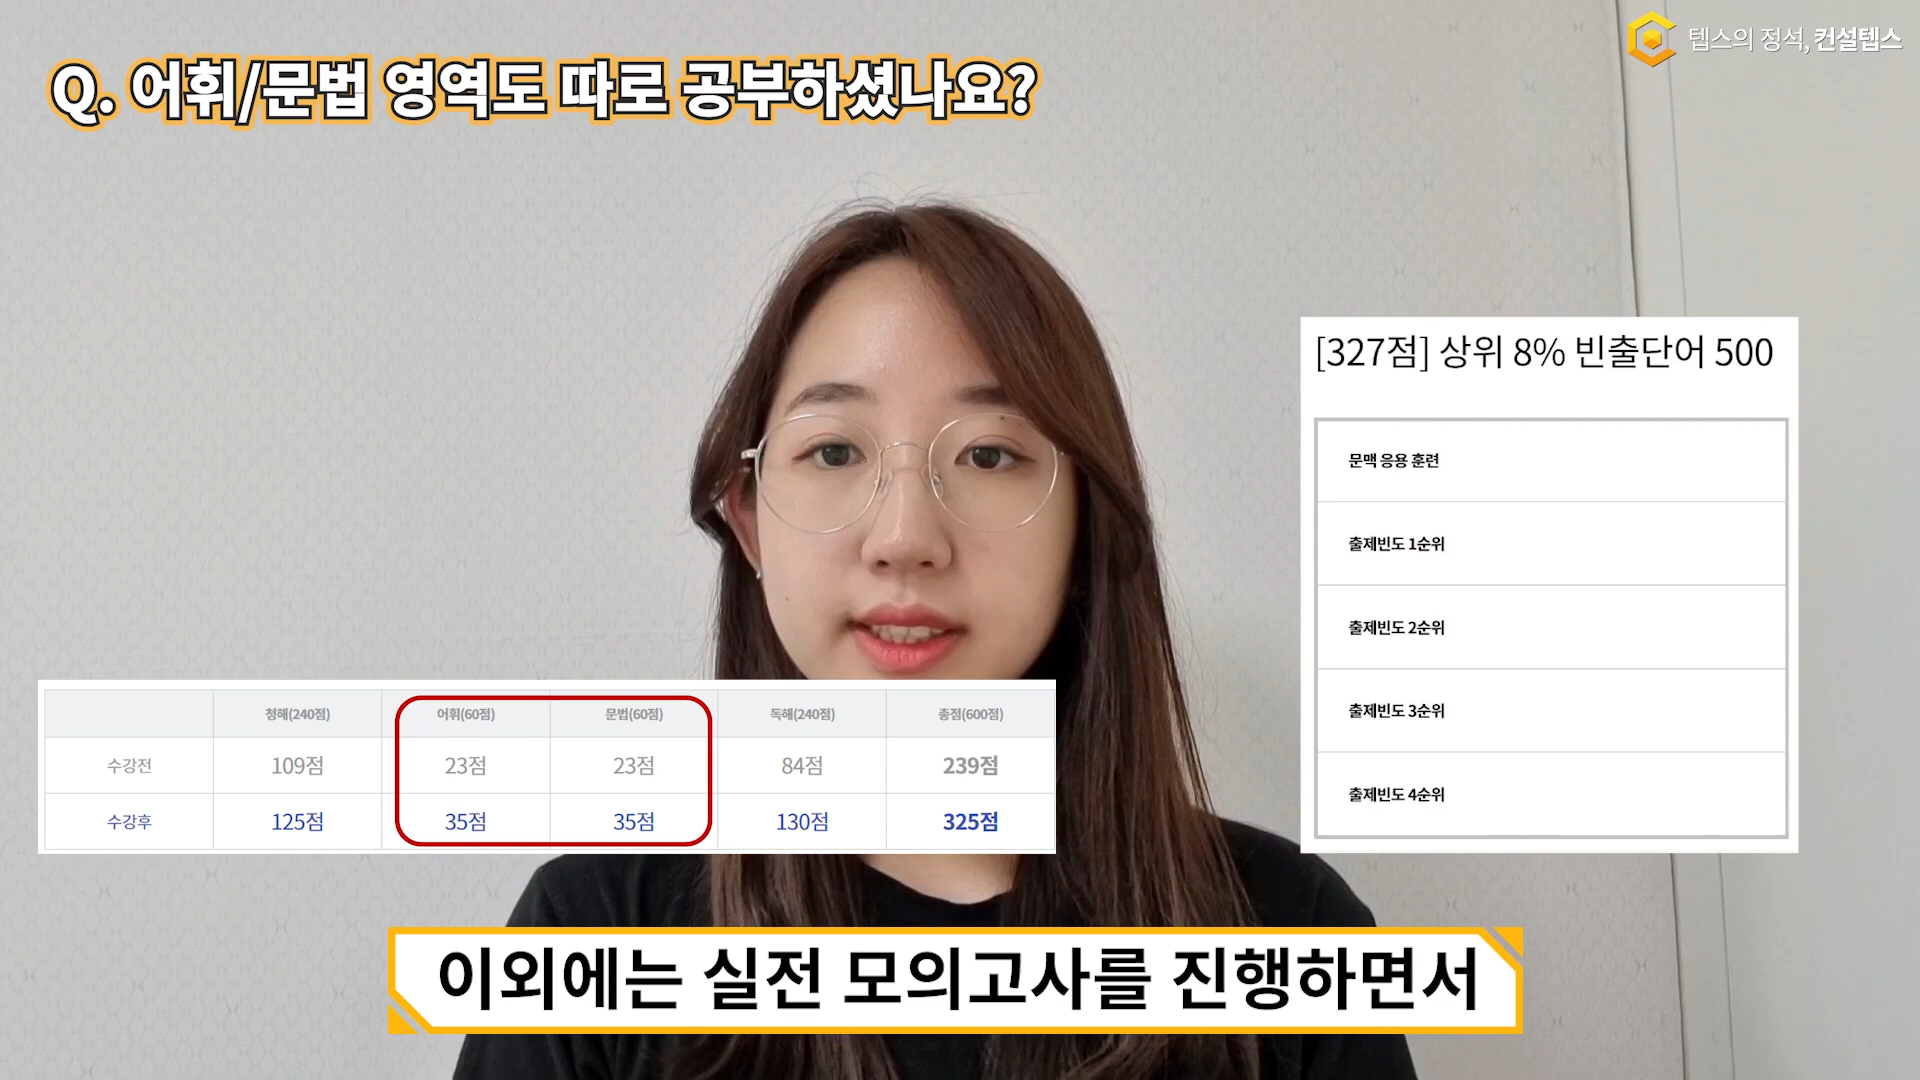 Q. 어휘/문법 영역도 따로 공부하셨나요?
텝스의 정석, 컨설텝스
[327점] 상위 8% 빈출단어 500
문맥 응용 훈련
출제빈도 1순위
출제빈도 2순위
출제빈도 3순위
출제빈도 4순위
청해(240점) 어휘(60점) 문법(60점) 독해(240점) 총점(600점)
수강전 109점 23점 23점 84점 239점
수강후 125점 35점 35점 130점 325점
이외에는 실전 모의고사를 진행하면서